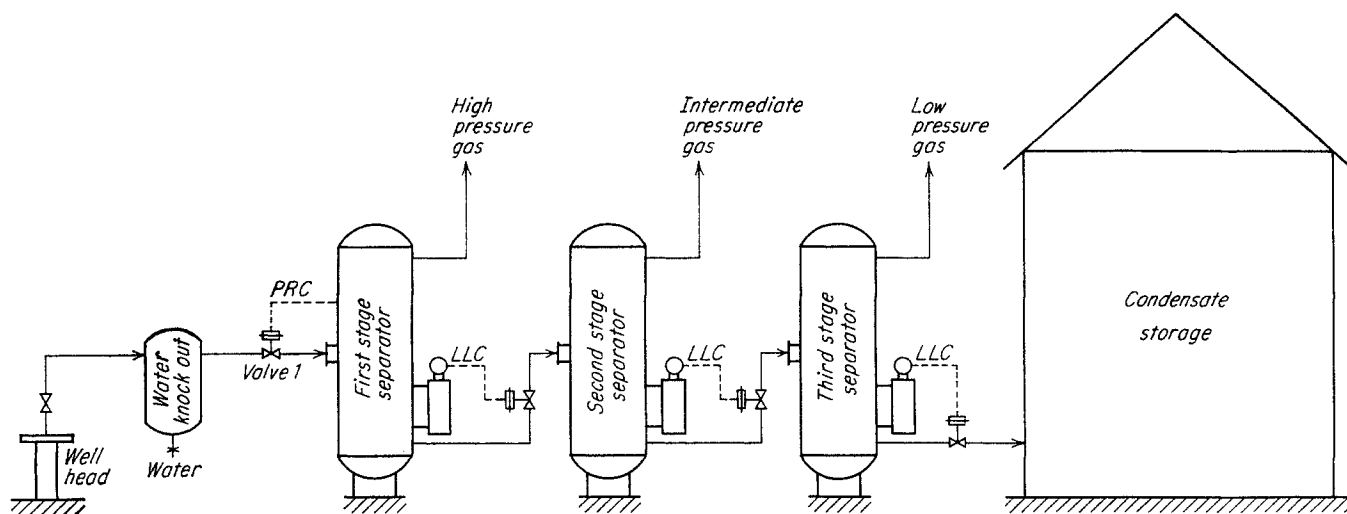 High
pressure
gas
Intermediate
pressure
gas
Low
pressure
gas
PRC
Valve 1
First stage
separator
LLC
Second stage
separator
LLC
Third stage
separator
LLC
Condensate
storage
Water
knock out
Water
Well
head